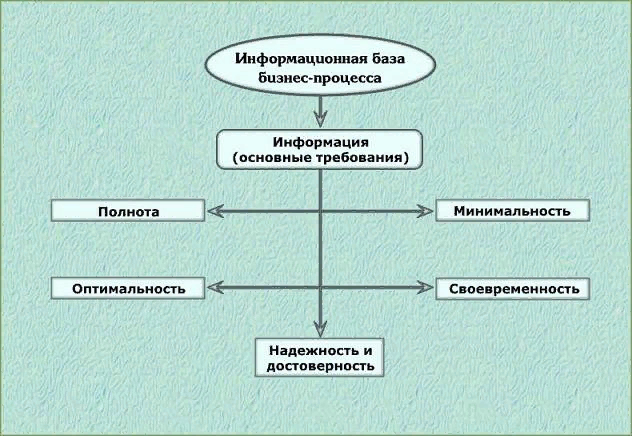 Информационная база
бизнес-процесса
Информация
(основные требования)
Полнота
Минимальность
Оптимальность
Своевременность
Надежность и
достоверность